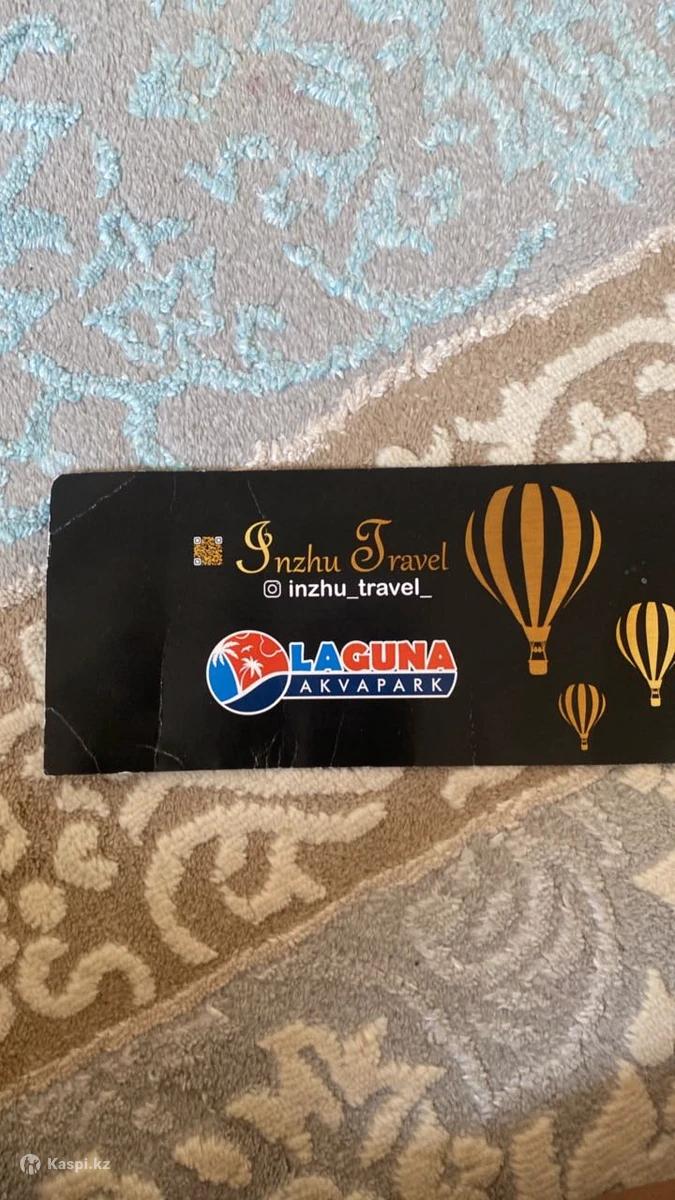 Inzhu Travel
inzhu_travel_
LAGUNA
AKVAPARK
Kaspi.kz